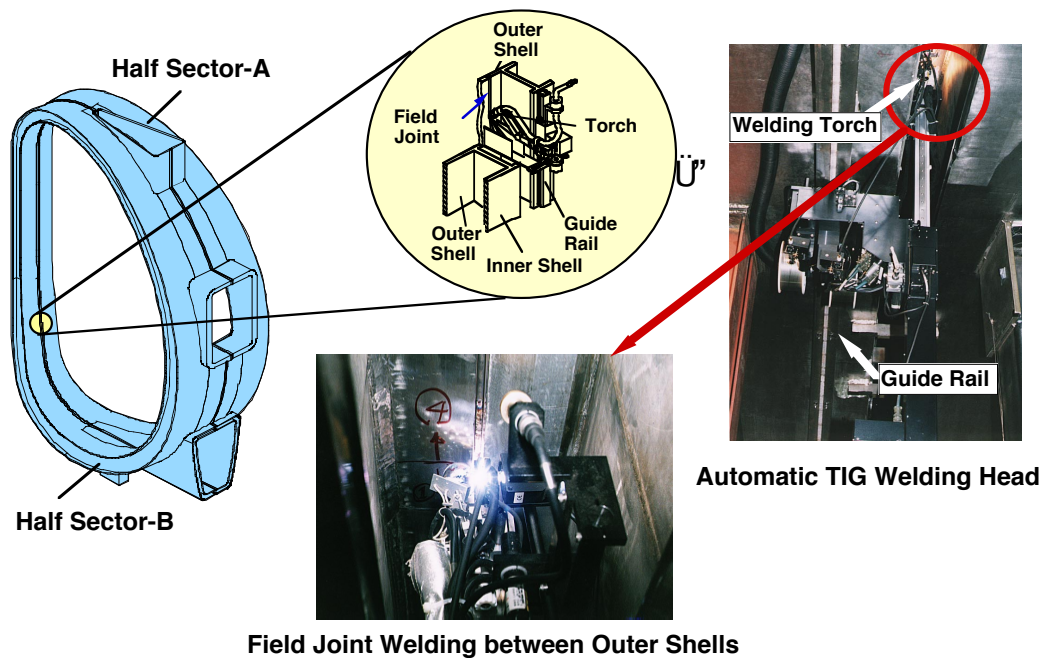 Half Sector-A
Outer
Shell
Field
Joint
Torch
Ü”
Guide
Rail
Outer
Shell
Inner Shell
Half Sector-B
Welding Torch
Guide Rail
Automatic TIG Welding Head
Field Joint Welding between Outer Shells